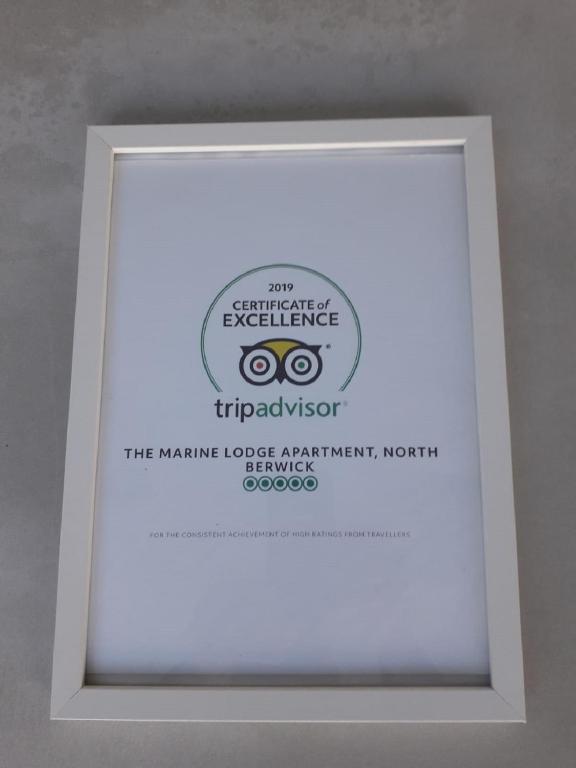 2019
CERTIFICATE of
EXCELLENCE
tripadvisor®
THE MARINE LODGE APARTMENT, NORTH
BERWICK
FOR THE CONSISTENT ACHIEVEMENT OF HIGH RATINGS FROM TRAVELLERS